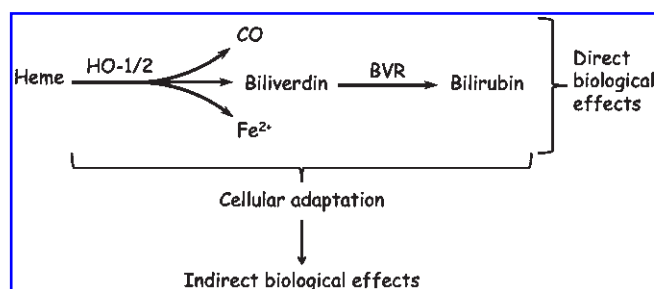 CO
HO-1/2
Heme
Biliverdin
BVR
Bilirubin
Fe²⁺
Direct
biological
effects
Cellular adaptation
Indirect biological effects